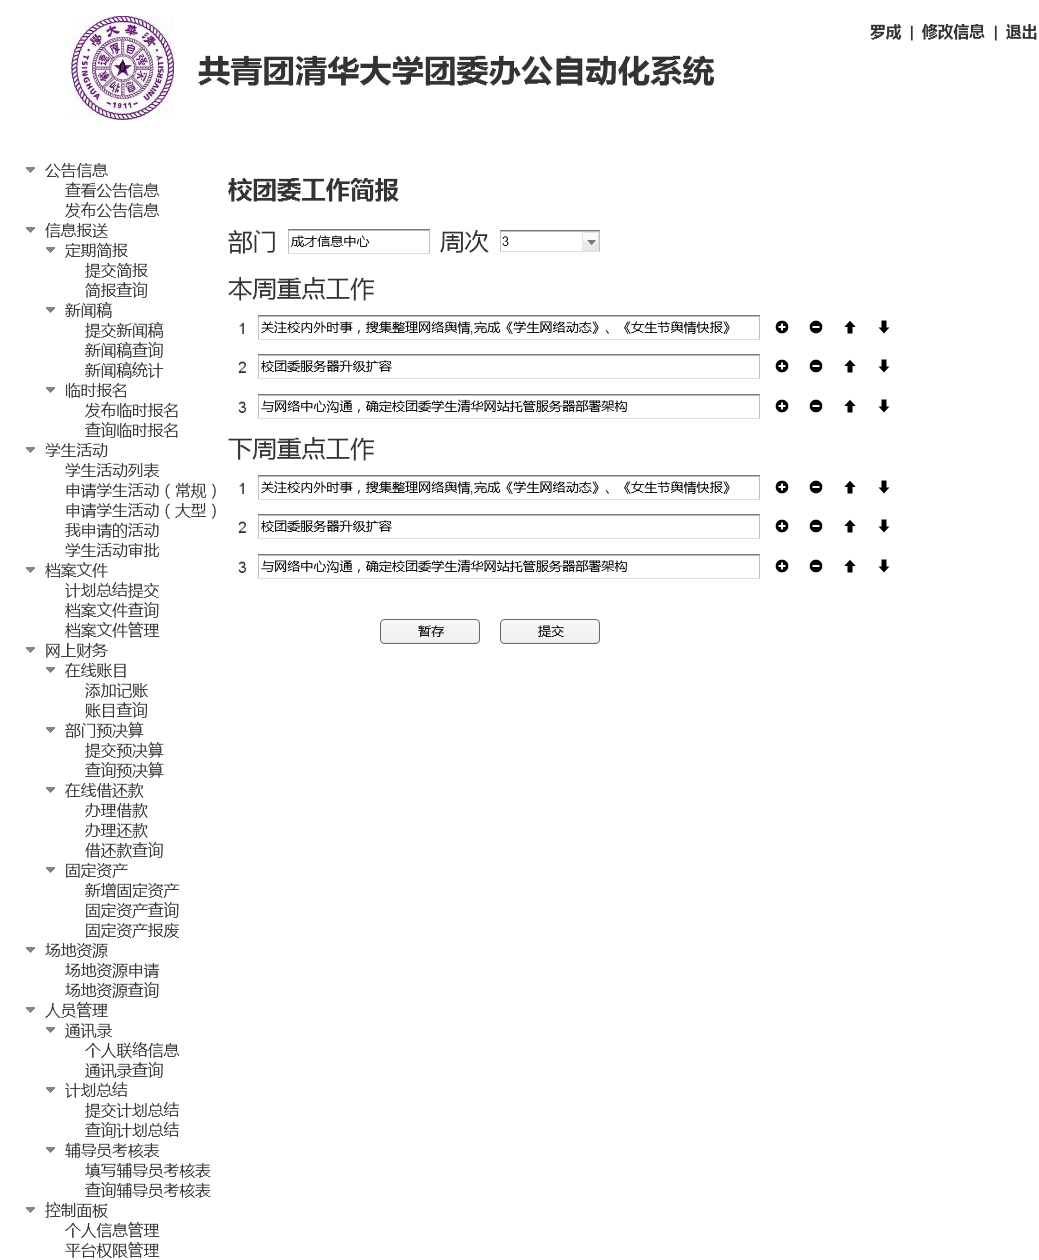 罗成 | 修改信息 | 退出
清华大学
TSINGHUA UNIVERSITY
-1911-
共青团清华大学团委办公自动化系统
公告信息
查看公告信息
发布公告信息
信息报送
定期简报
提交简报
简报查询
新闻稿
提交新闻稿
新闻稿查询
新闻稿统计
临时报名
发布临时报名
查询临时报名
学生活动
学生活动列表
申请学生活动（常规）
申请学生活动（大型）
我申请的活动
学生活动审批
档案文件
计划总结提交
档案文件查询
档案文件管理
网上财务
在线账目
添加记账
账目查询
部门预决算
提交预决算
查询预决算
在线借还款
办理借款
办理还款
借还款查询
固定资产
新增固定资产
固定资产查询
固定资产报废
场地资源
场地资源申请
场地资源查询
人员管理
通讯录
个人联络信息
通讯录查询
计划总结
提交计划总结
查询计划总结
辅导员考核表
填写辅导员考核表
查询辅导员考核表
控制面板
个人信息管理
平台权限管理
校团委工作简报
部门 成才信息中心 周次 3
本周重点工作
1 关注校内外时事，搜集整理网络舆情,完成《学生网络动态》、《女生节舆情快报》
2 校团委服务器升级扩容
3 与网络中心沟通，确定校团委学生清华网站托管服务器部署架构
下周重点工作
1 关注校内外时事，搜集整理网络舆情,完成《学生网络动态》、《女生节舆情快报》
2 校团委服务器升级扩容
3 与网络中心沟通，确定校团委学生清华网站托管服务器部署架构
暂存 提交